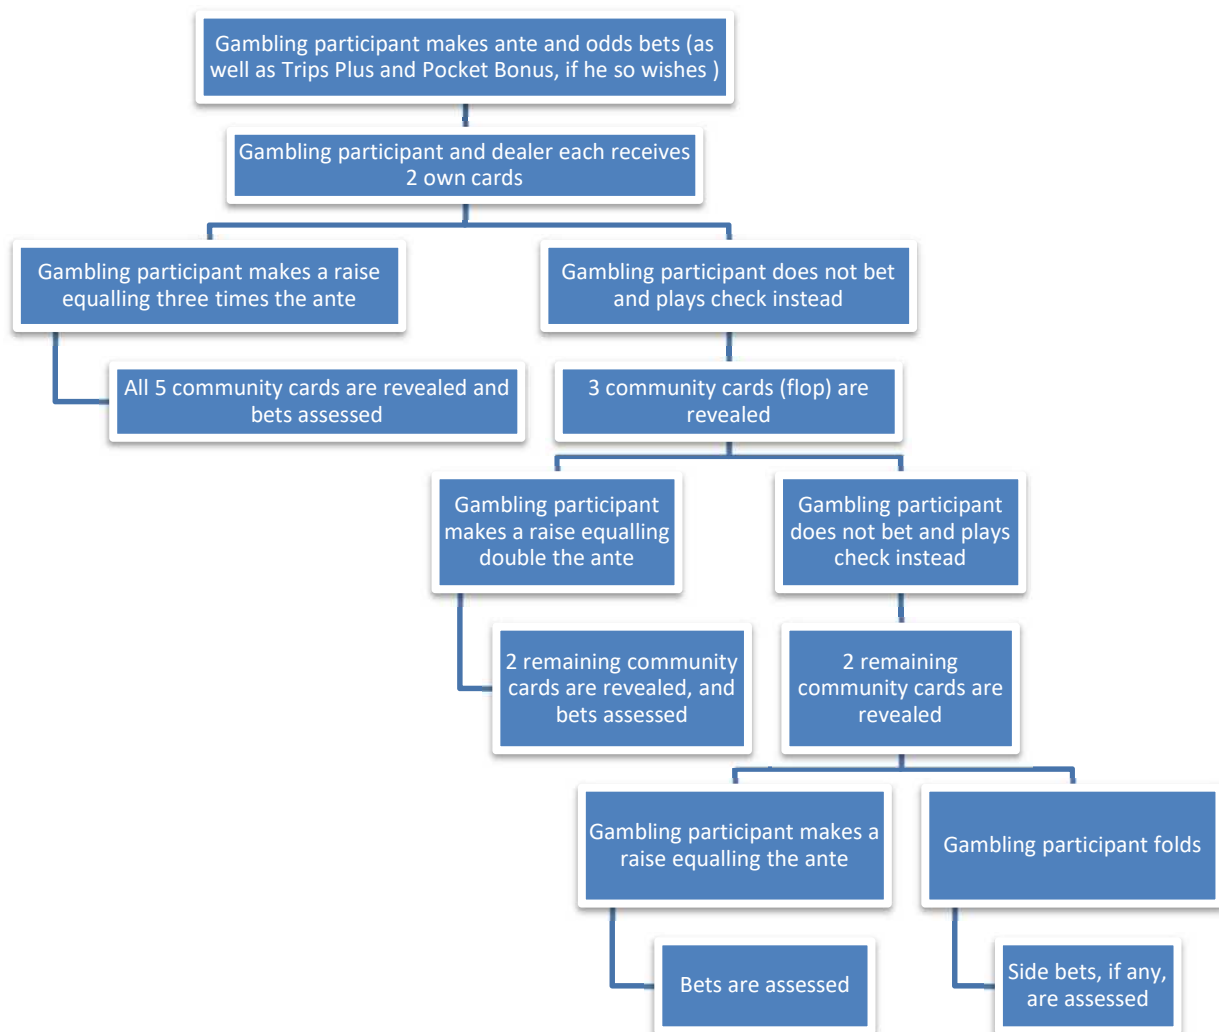 Gambling participant makes ante and odds bets (as
well as Trips Plus and Pocket Bonus, if he so wishes )
Gambling participant and dealer each receives
2 own cards
Gambling participant makes a raise
equalling three times the ante
Gambling participant does not bet
and plays check instead
All 5 community cards are revealed and
bets assessed
3 community cards (flop) are
revealed
Gambling participant
makes a raise equalling
double the ante
Gambling participant
does not bet and plays
check instead
2 remaining community
cards are revealed, and
bets assessed
2 remaining
community cards are
revealed
Gambling participant makes a
raise equalling the ante
Gambling participant folds
Bets are assessed
Side bets, if any,
are assessed